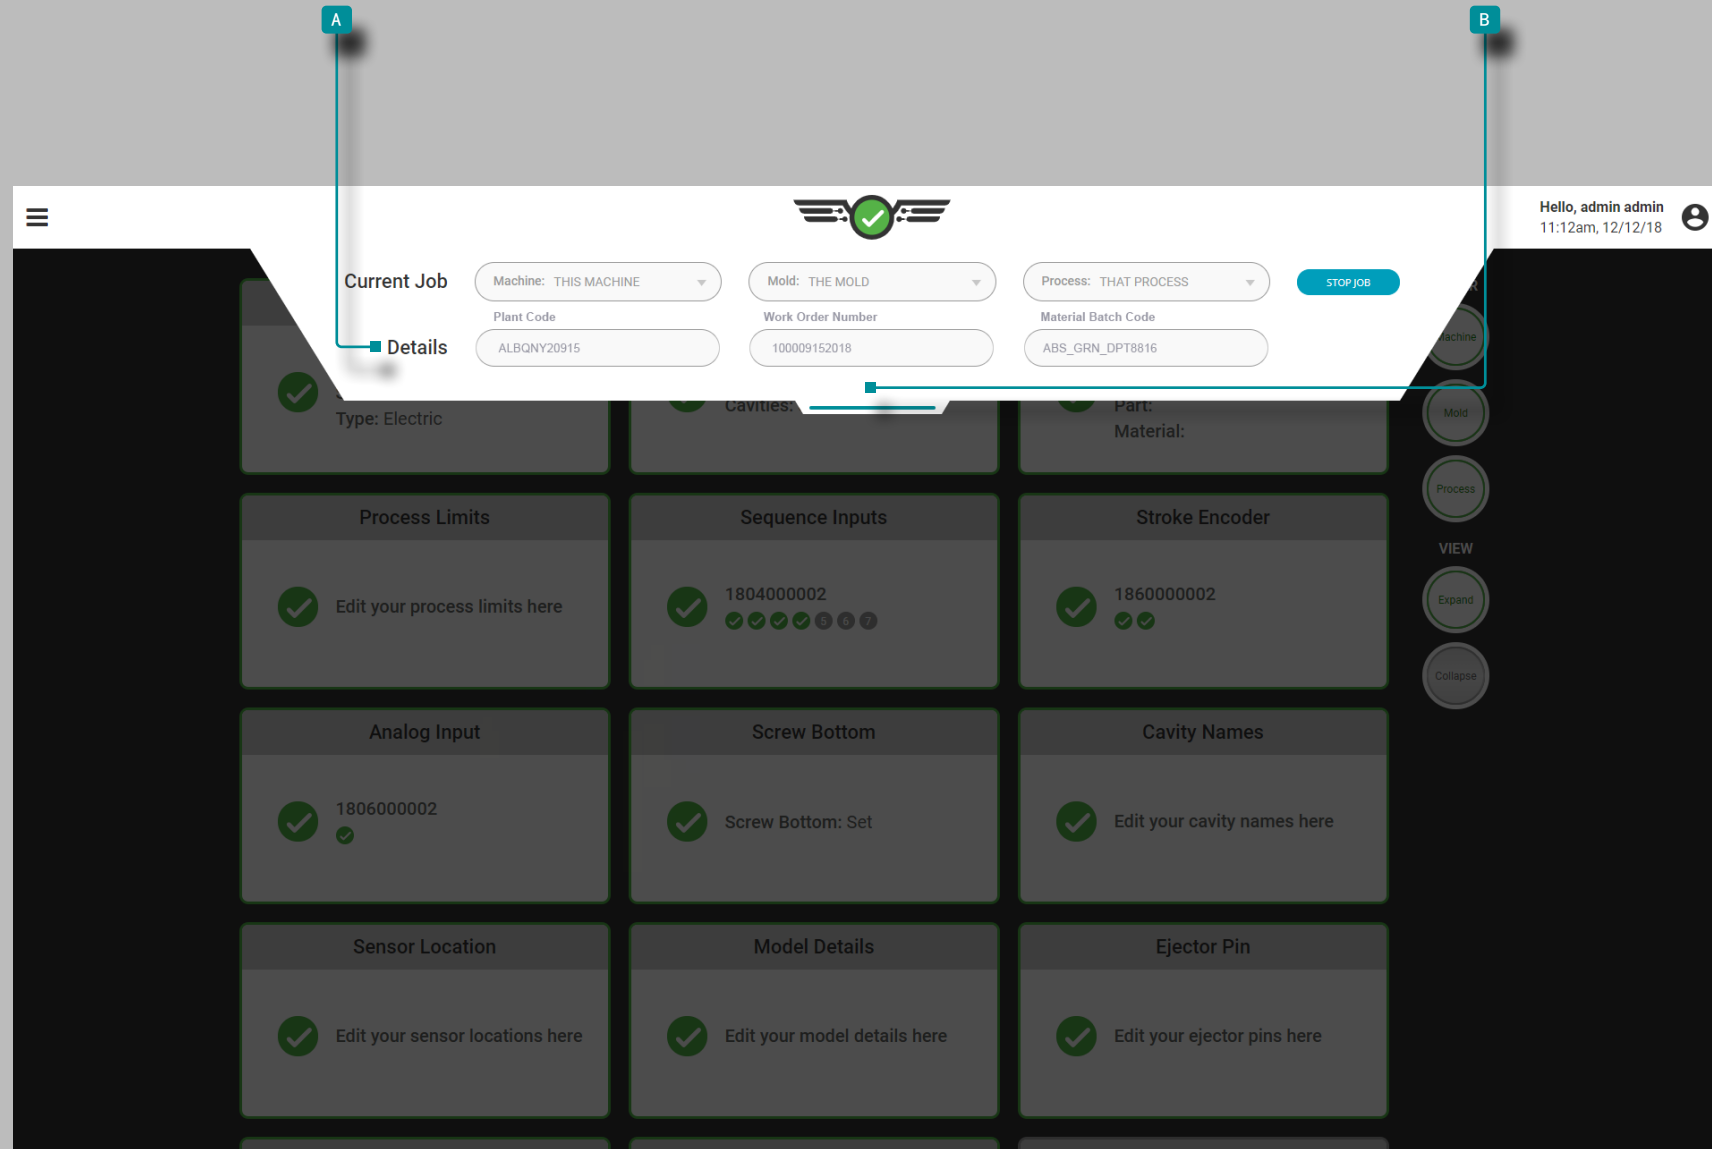 A
B
Hello, admin admin
11:12am, 12/12/18
Current Job
Machine: THIS MACHINE
Mold: THE MOLD
Process: THAT PROCESS
STOP JOB
Plant Code
Work Order Number
Material Batch Code
Details
ALBQNY20915
100009152018
ABS_GRN_DPT8816
Type: Electric
Cavities:
Part:
Material:
R
Machine
Mold
Process
VIEW
Expand
Collapse
Process Limits
Edit your process limits here
Sequence Inputs
1804000002
5 6 7
Stroke Encoder
1860000002
Analog Input
1806000002
Screw Bottom
Screw Bottom: Set
Cavity Names
Edit your cavity names here
Sensor Location
Edit your sensor locations here
Model Details
Edit your model details here
Ejector Pin
Edit your ejector pins here